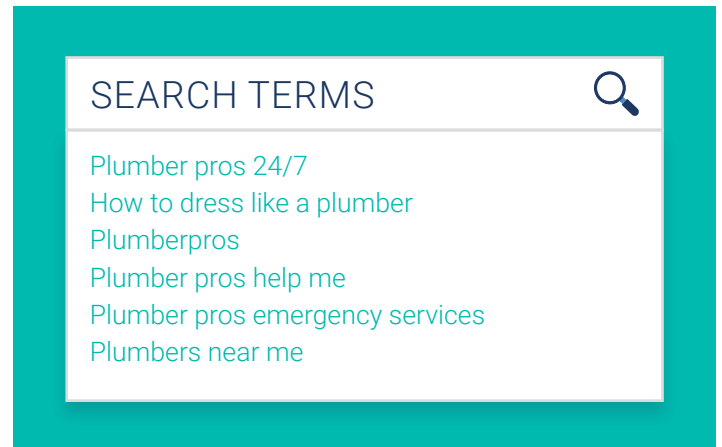 SEARCH TERMS
Plumber pros 24/7
How to dress like a plumber
Plumberpros
Plumber pros help me
Plumber pros emergency services
Plumbers near me